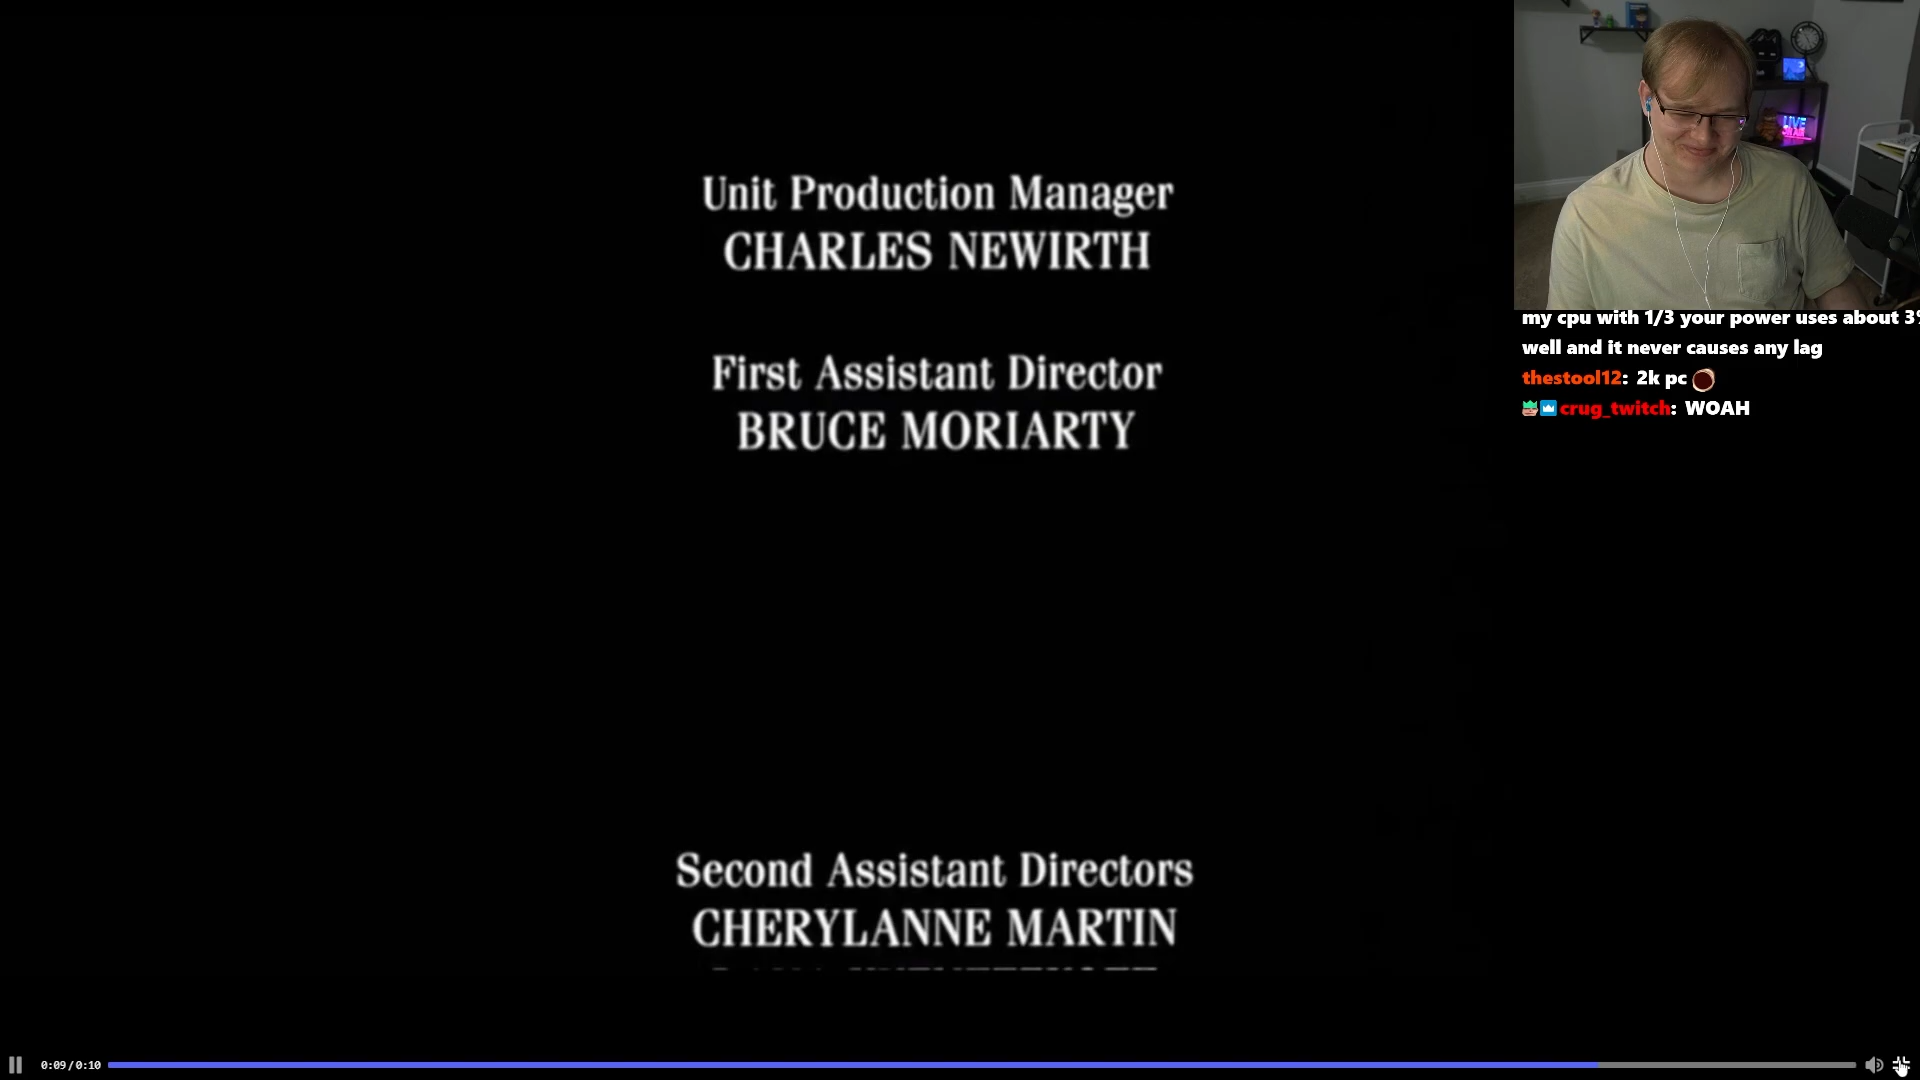 Unit Production Manager
CHARLES NEWIRTH
First Assistant Director
BRUCE MORIARTY
Second Assistant Directors
CHERYLANNE MARTIN
LIVE
my cpu with 1/3 your power uses about 3%
well and it never causes any lag
thestool12: 2k pc
crug_twitch: WOAH
0:09/0:10